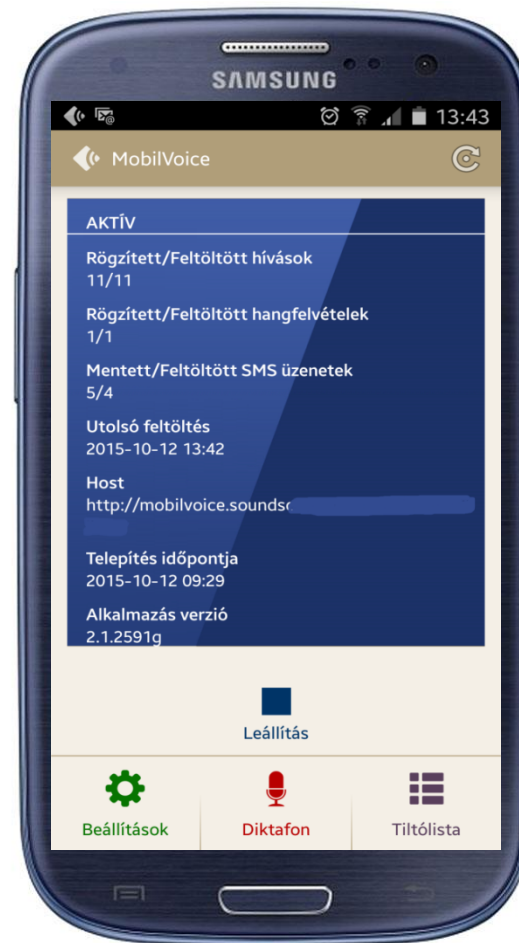 SAMSUNG
13:43
MobilVoice
AKTÍV
Rögzített/Feltöltött hívások
11/11
Rögzített/Feltöltött hangfelvételek
1/1
Mentett/Feltöltött SMS üzenetek
5/4
Utolsó feltöltés
2015-10-12 13:42
Host
http://mobilvoice.sounds
Telepítés időpontja
2015-10-12 09:29
Alkalmazás verzió
2.1.2591g
Leállítás
Beállítások Diktafon Tiltólista